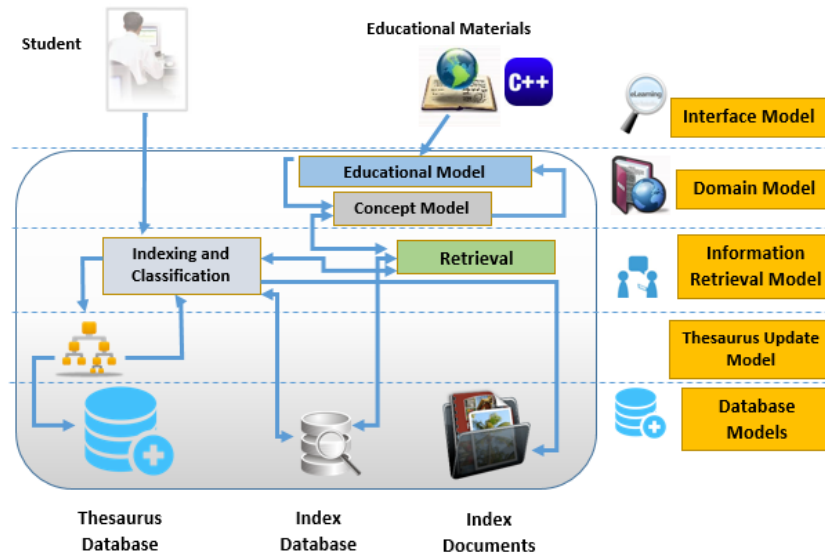 Student
Educational Materials
C++
eLearning
Interface Model
Educational Model
Domain Model
Concept Model
Indexing and
Classification
Retrieval
Information
Retrieval Model
Thesaurus Update
Model
Database
Models
Thesaurus
Database
Index
Database
Index
Documents